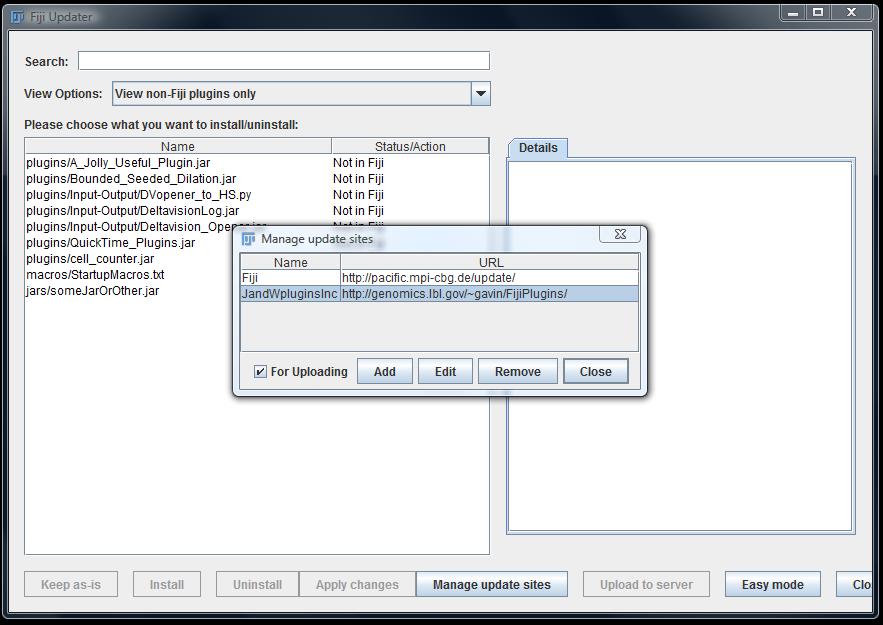 Fiji Updater
Search:
View Options: View non-Fiji plugins only
Please choose what you want to install/uninstall:
Name Status/Action
Details
plugins/A_Jolly_Useful_Plugin.jar Not in Fiji
plugins/Bounded_Seeded_Dilation.jar Not in Fiji
plugins/Input-Output/DVopener_to_HS.py Not in Fiji
plugins/Input-Output/DeltavisionLog.jar Not in Fiji
plugins/Input-Output/Deltavision_Opener.jar Not in Fiji
plugins/QuickTime_Plugins.jar
plugins/cell_counter.jar
macros/StartupMacros.txt
jars/someJarOrOther.jar
Manage update sites
Name URL
Fiji http://pacific.mpi-cbg.de/update/
JandWpluginsInc http://genomics.lbl.gov/~gavin/FijiPlugins/
For Uploading Add Edit Remove Close
Keep as-is Install Uninstall Apply changes Manage update sites Upload to server Easy mode Clo